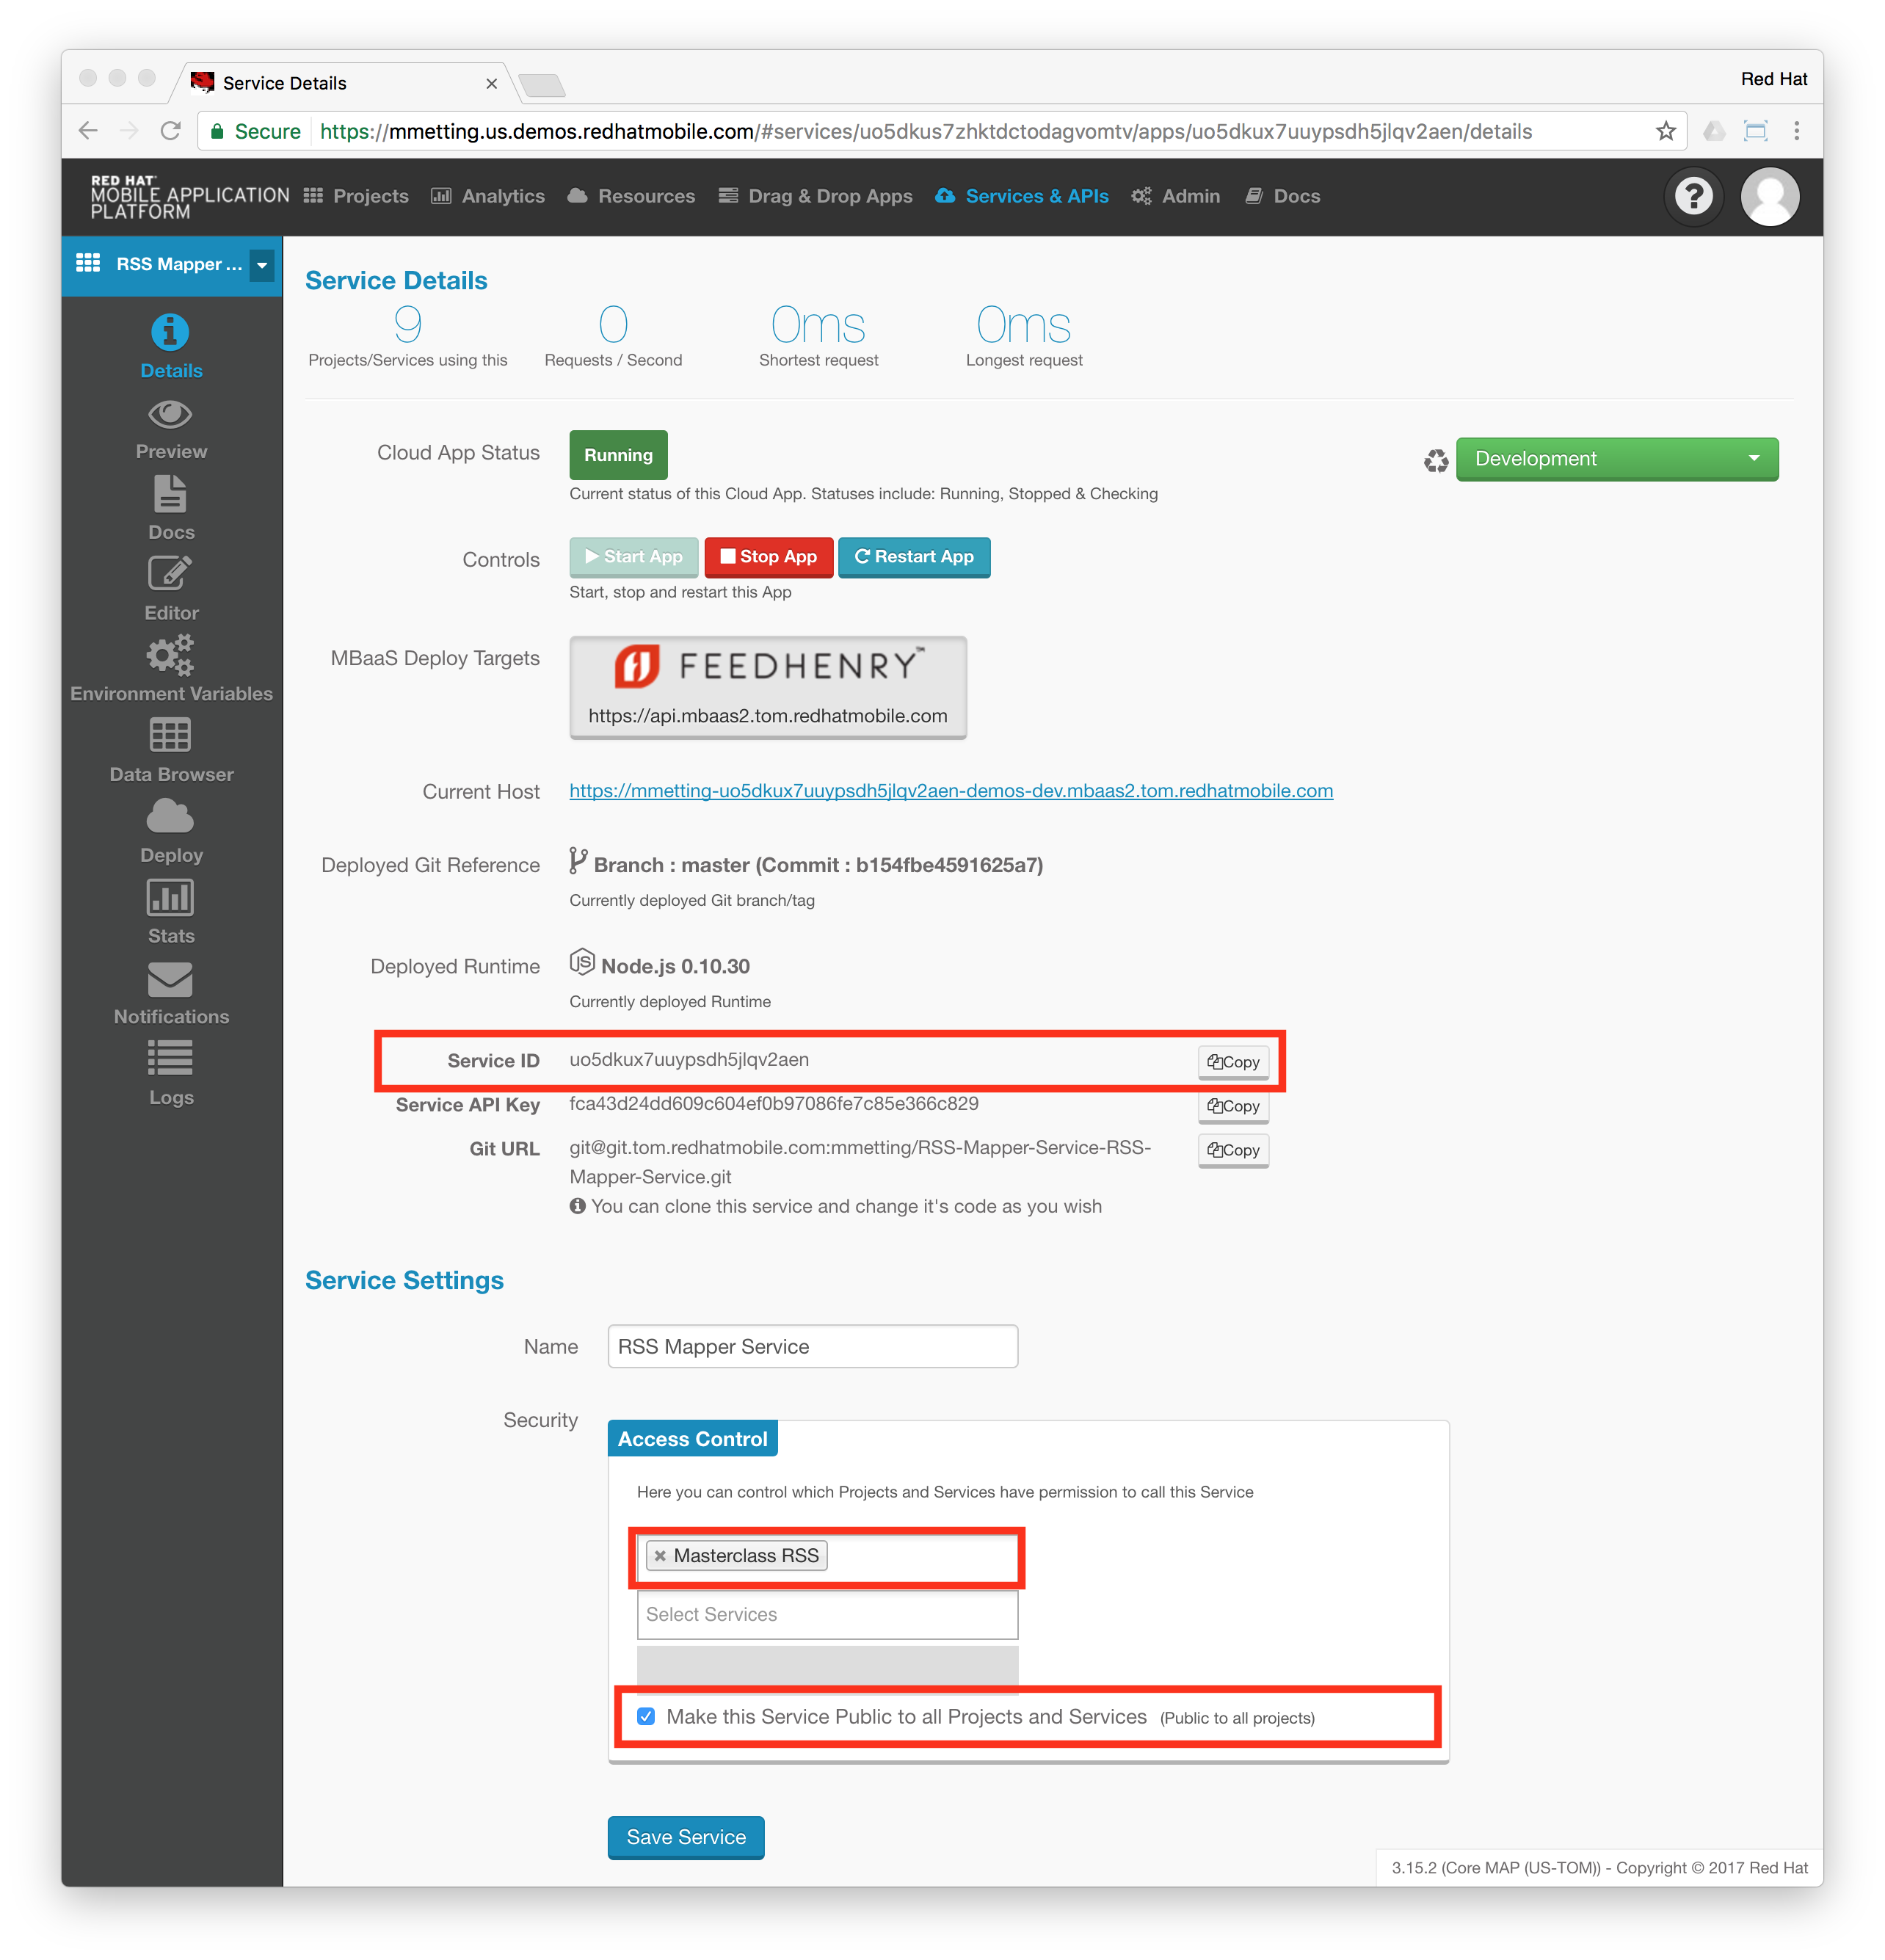 Service Details
Red Hat
Secure https://mmetting.us.demos.redhatmobile.com/#services/uo5dkus7zhktdctodagvomtv/apps/uo5dkux7uuypsdh5jlqv2aen/details
RED HAT
MOBILE APPLICATION
PLATFORM
Projects Analytics Resources Drag & Drop Apps Services & APIs Admin Docs
RSS Mapper ...
Details
Preview
Docs
Editor
Environment Variables
Data Browser
Deploy
Stats
Notifications
Logs
Service Details
9 0 0ms 0ms
Projects/Services using this Requests / Second Shortest request Longest request
Cloud App Status Running Development
Current status of this Cloud App. Statuses include: Running, Stopped & Checking
Controls Start App Stop App Restart App
Start, stop and restart this App
MBaaS Deploy Targets FEEDHENRY™
https://api.mbaas2.tom.redhatmobile.com
Current Host https://mmetting-uo5dkux7uuypsdh5jlqv2aen-demos-dev.mbaas2.tom.redhatmobile.com
Deployed Git Reference Branch : master (Commit : b154fbe4591625a7)
Currently deployed Git branch/tag
Deployed Runtime JS Node.js 0.10.30
Currently deployed Runtime
Service ID uo5dkux7uuypsdh5jlqv2aen Copy
Service API Key fca43d24dd609c604ef0b97086fe7c85e366c829 Copy
Git URL git@git.tom.redhatmobile.com:mmetting/RSS-Mapper-Service-RSS- Copy
Mapper-Service.git
You can clone this service and change it's code as you wish
Service Settings
Name RSS Mapper Service
Security
Access Control
Here you can control which Projects and Services have permission to call this Service
Masterclass RSS
Select Services
Make this Service Public to all Projects and Services (Public to all projects)
Save Service
3.15.2 (Core MAP (US-TOM)) - Copyright © 2017 Red Hat